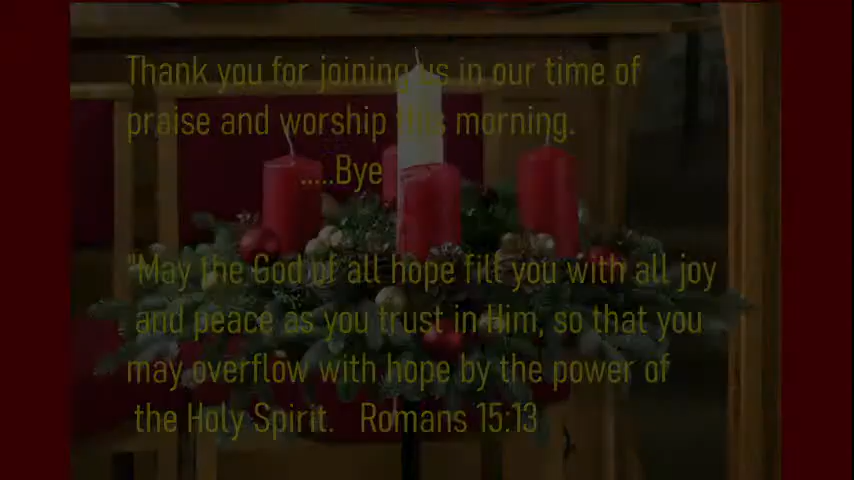 Thank you for joining us in our time of
praise and worship this morning.
.....Bye
"May the God of all hope fill you with all joy
and peace as you trust in Him, so that you
may overflow with hope by the power of
the Holy Spirit. Romans 15:13